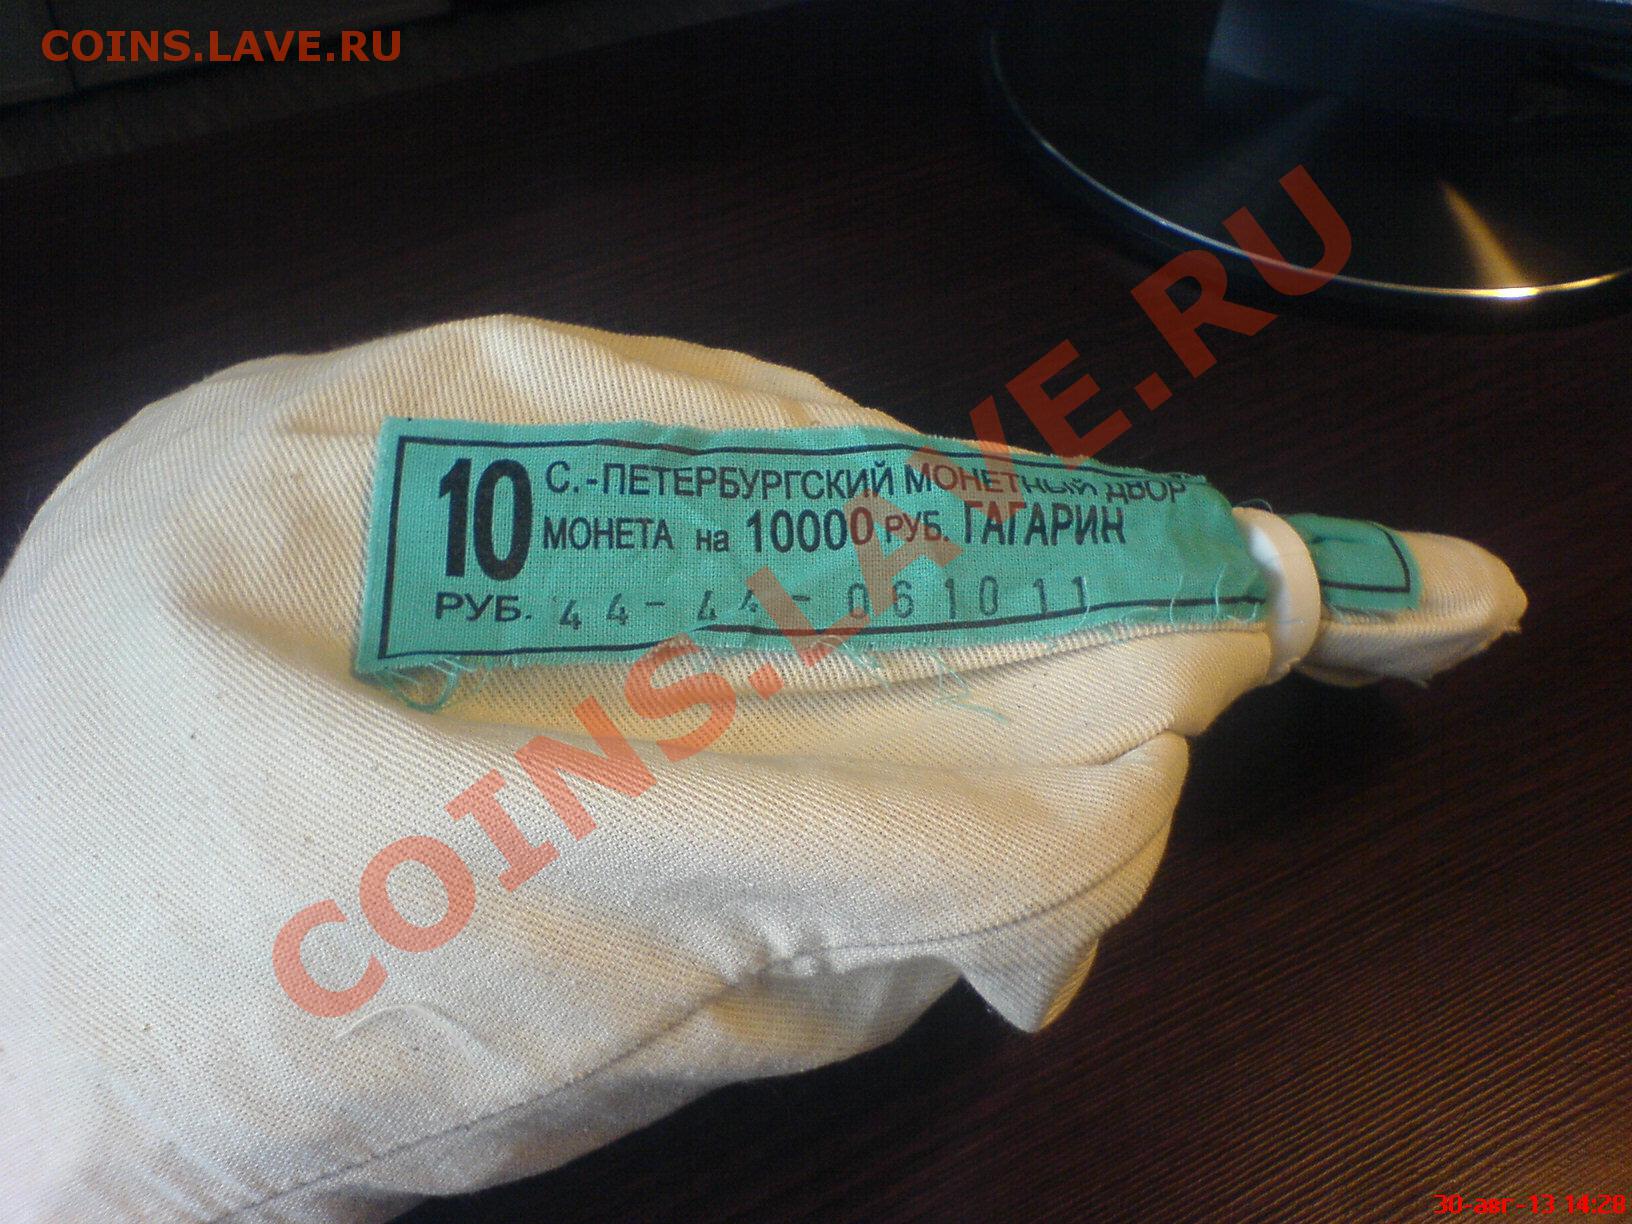 COINS.LAVE.RU
10 С.-ПЕТЕРБУРГСКИЙ МОНЕТНЫЙ ДВОР
МОНЕТА на 10000 РУБ. ГАГАРИН
РУБ. 44-44-061011
COINS.LAVE.RU
30-авг-13 14:28